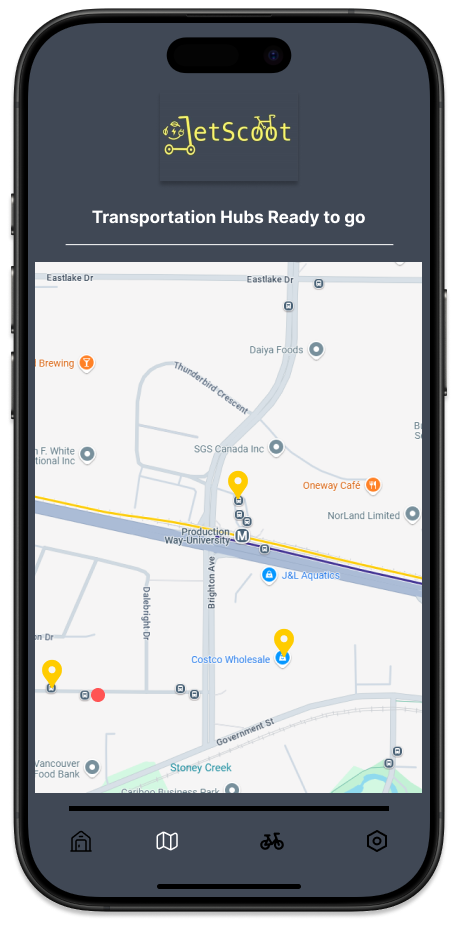 JetScoot
Transportation Hubs Ready to go
Eastlake Dr
Eastlake Dr
Daiya Foods
Brewing
Thunderbird Crescent
SGS Canada Inc
n F. White
tional Inc
Oneway Café
NorLand Limited
Production
Way-University
M
J&L Aquatics
Brighton Ave
Dalebright Dr
on Dr
Costco Wholesale
Government St
Vancouver
Food Bank
Stoney Creek
Cariboo Business Park